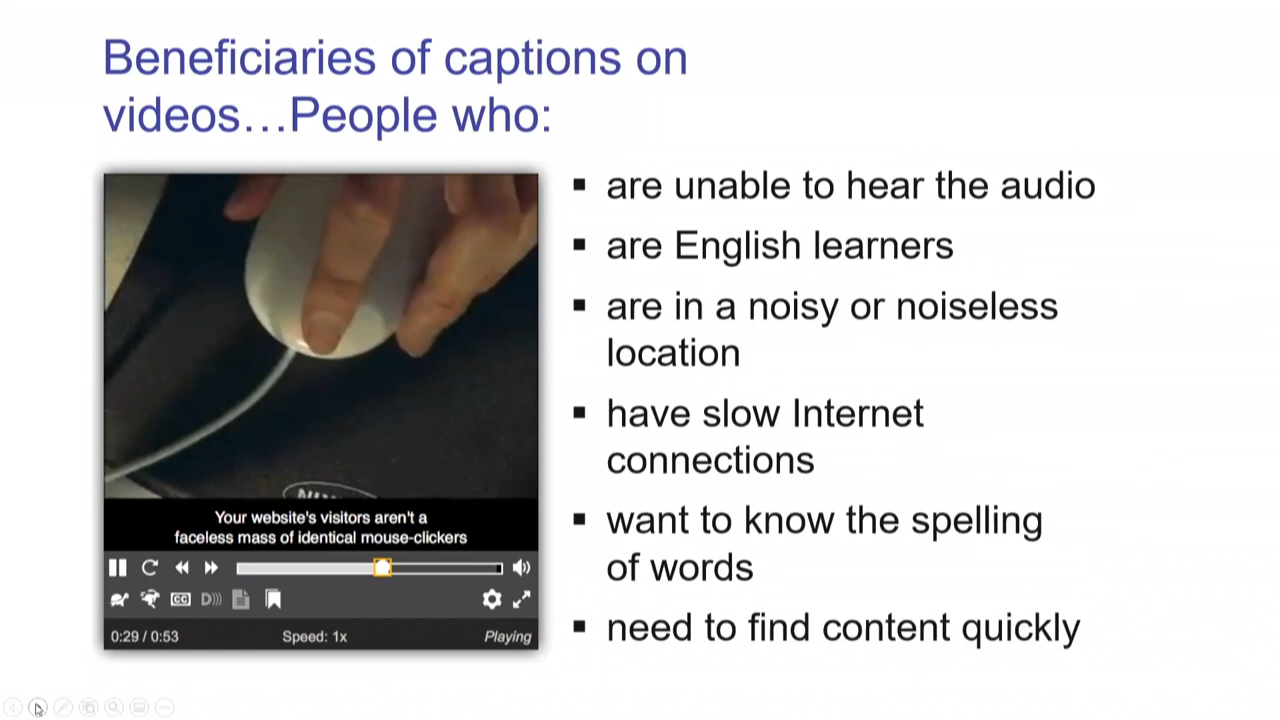 Beneficiaries of captions on
videos…People who:
▪ are unable to hear the audio
▪ are English learners
▪ are in a noisy or noiseless
location
▪ have slow Internet
connections
▪ want to know the spelling
of words
▪ need to find content quickly
Your website's visitors aren't a
faceless mass of identical mouse-clickers
CC D)))
0:29 / 0:53 Speed: 1x Playing